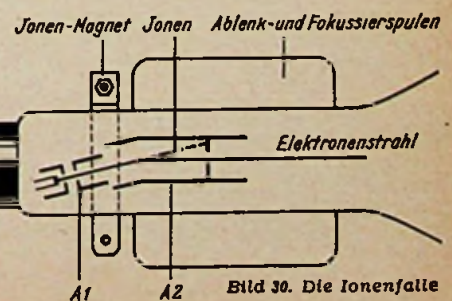 Jonen-Magnet Jonen Ablenk-und Fokussierspulen
Elektronenstrahl
A1 A2 Bild 30. Die Ionenfalle